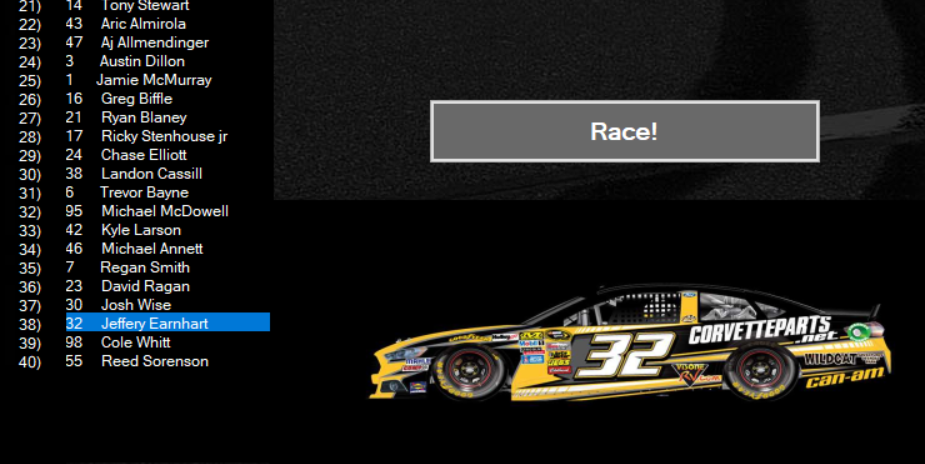 21) 14 Tony Stewart
22) 43 Aric Almirola
23) 47 Aj Allmendinger
24) 3 Austin Dillon
25) 1 Jamie McMurray
26) 16 Greg Biffle
27) 21 Ryan Blaney
28) 17 Ricky Stenhouse jr
29) 24 Chase Elliott
30) 38 Landon Cassill
31) 6 Trevor Bayne
32) 95 Michael McDowell
33) 42 Kyle Larson
34) 46 Michael Annett
35) 7 Regan Smith
36) 23 David Ragan
37) 30 Josh Wise
38) 32 Jeffery Earnhart
39) 98 Cole Whitt
40) 55 Reed Sorenson
Race!
CORVETTEPARTS
.net
32
WILDCAT
VISONE
RV
can-am